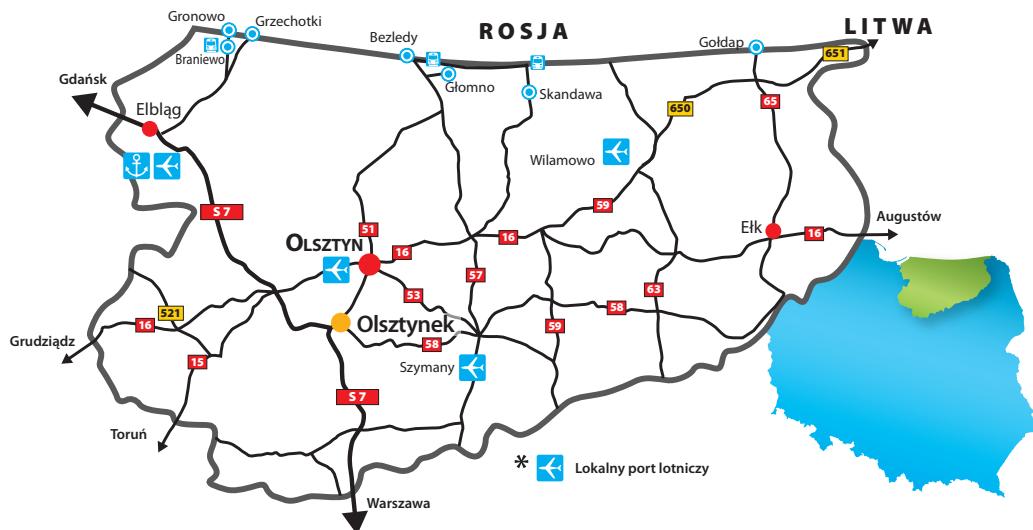 Gronowo
Grzechotki
Braniewo
Bezledy
ROSJA
Głomno
Skandawa
Gołdap
LITWA
651
Gdańsk
Elbląg
65
650
Wilamowo
S 7
51
59
Ełk
Augustów
16
OLSZTYN
16
16
57
53
63
58
59
521
16
Grudziądz
15
Olsztynek
58
Szymany
S 7
Toruń
Warszawa
* Lokalny port lotniczy